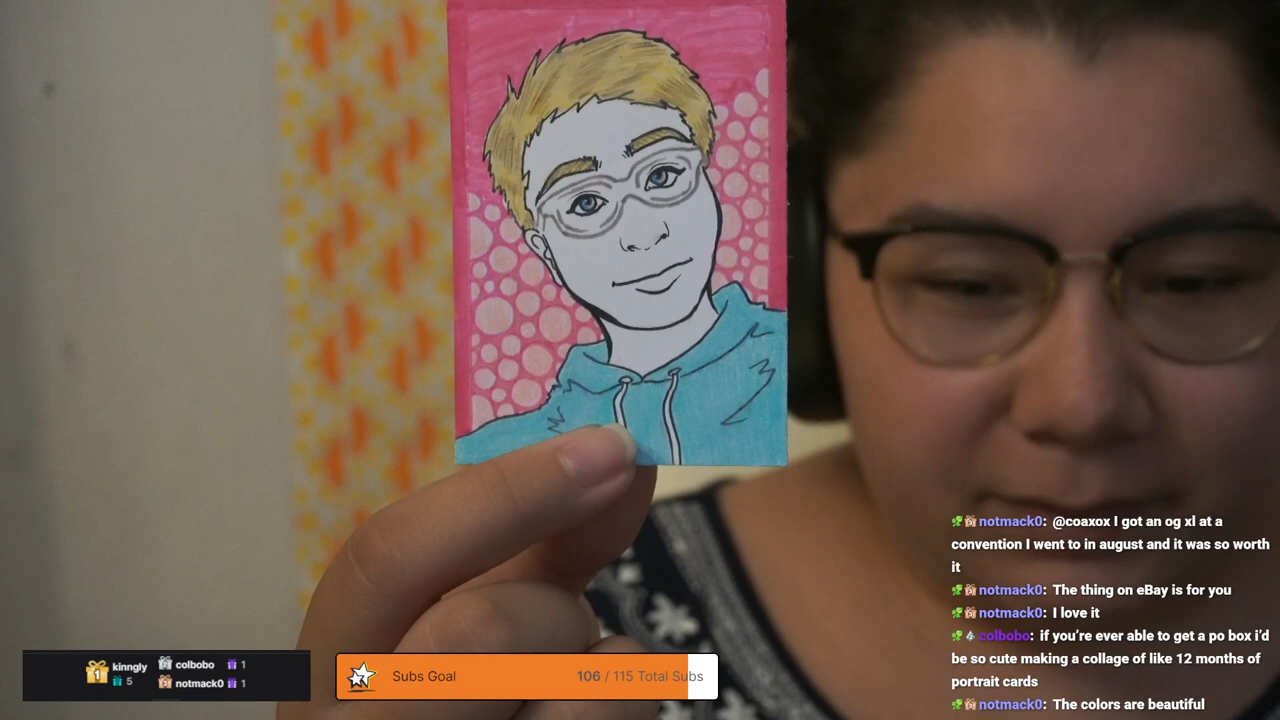 notmack0: @coaxox I got an og xl at a
convention I went to in august and it was so worth
it
notmack0: The thing on eBay is for you
notmack0: I love it
colbobo: if you're ever able to get a po box i'd
be so cute making a collage of like 12 months of
portrait cards
notmack0: The colors are beautiful
1 kinngly 5
colbobo 1
notmack0 1
Subs Goal 106 / 115 Total Subs